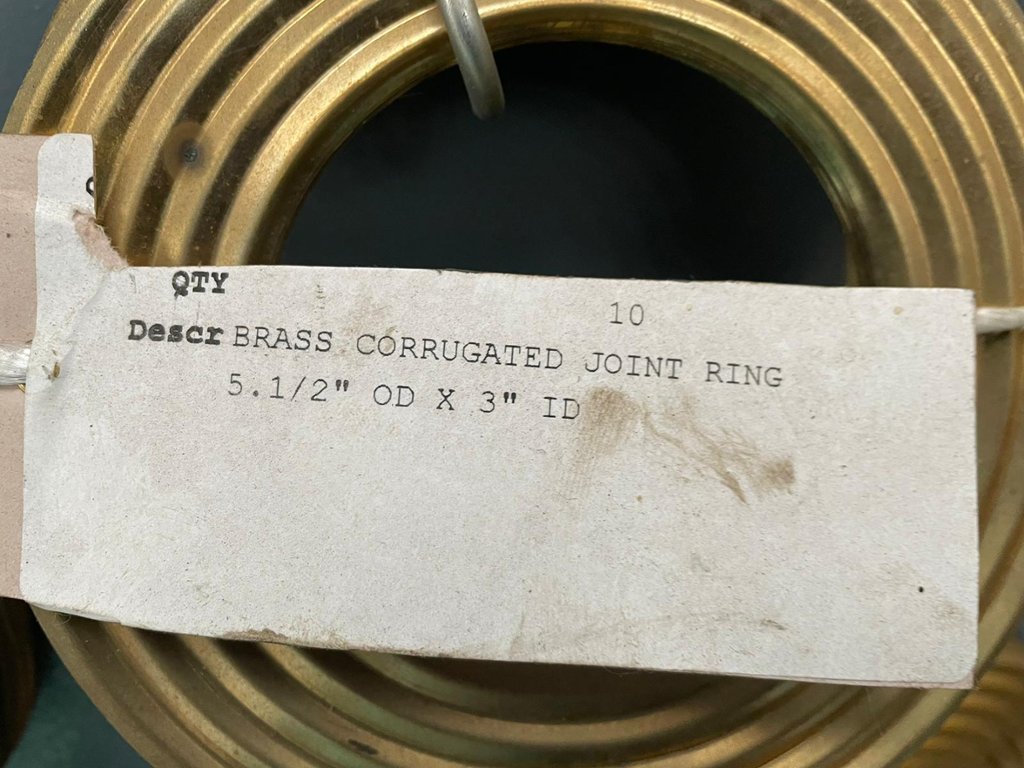 QTY 10
Descr BRASS CORRUGATED JOINT RING
5.1/2" OD X 3" ID